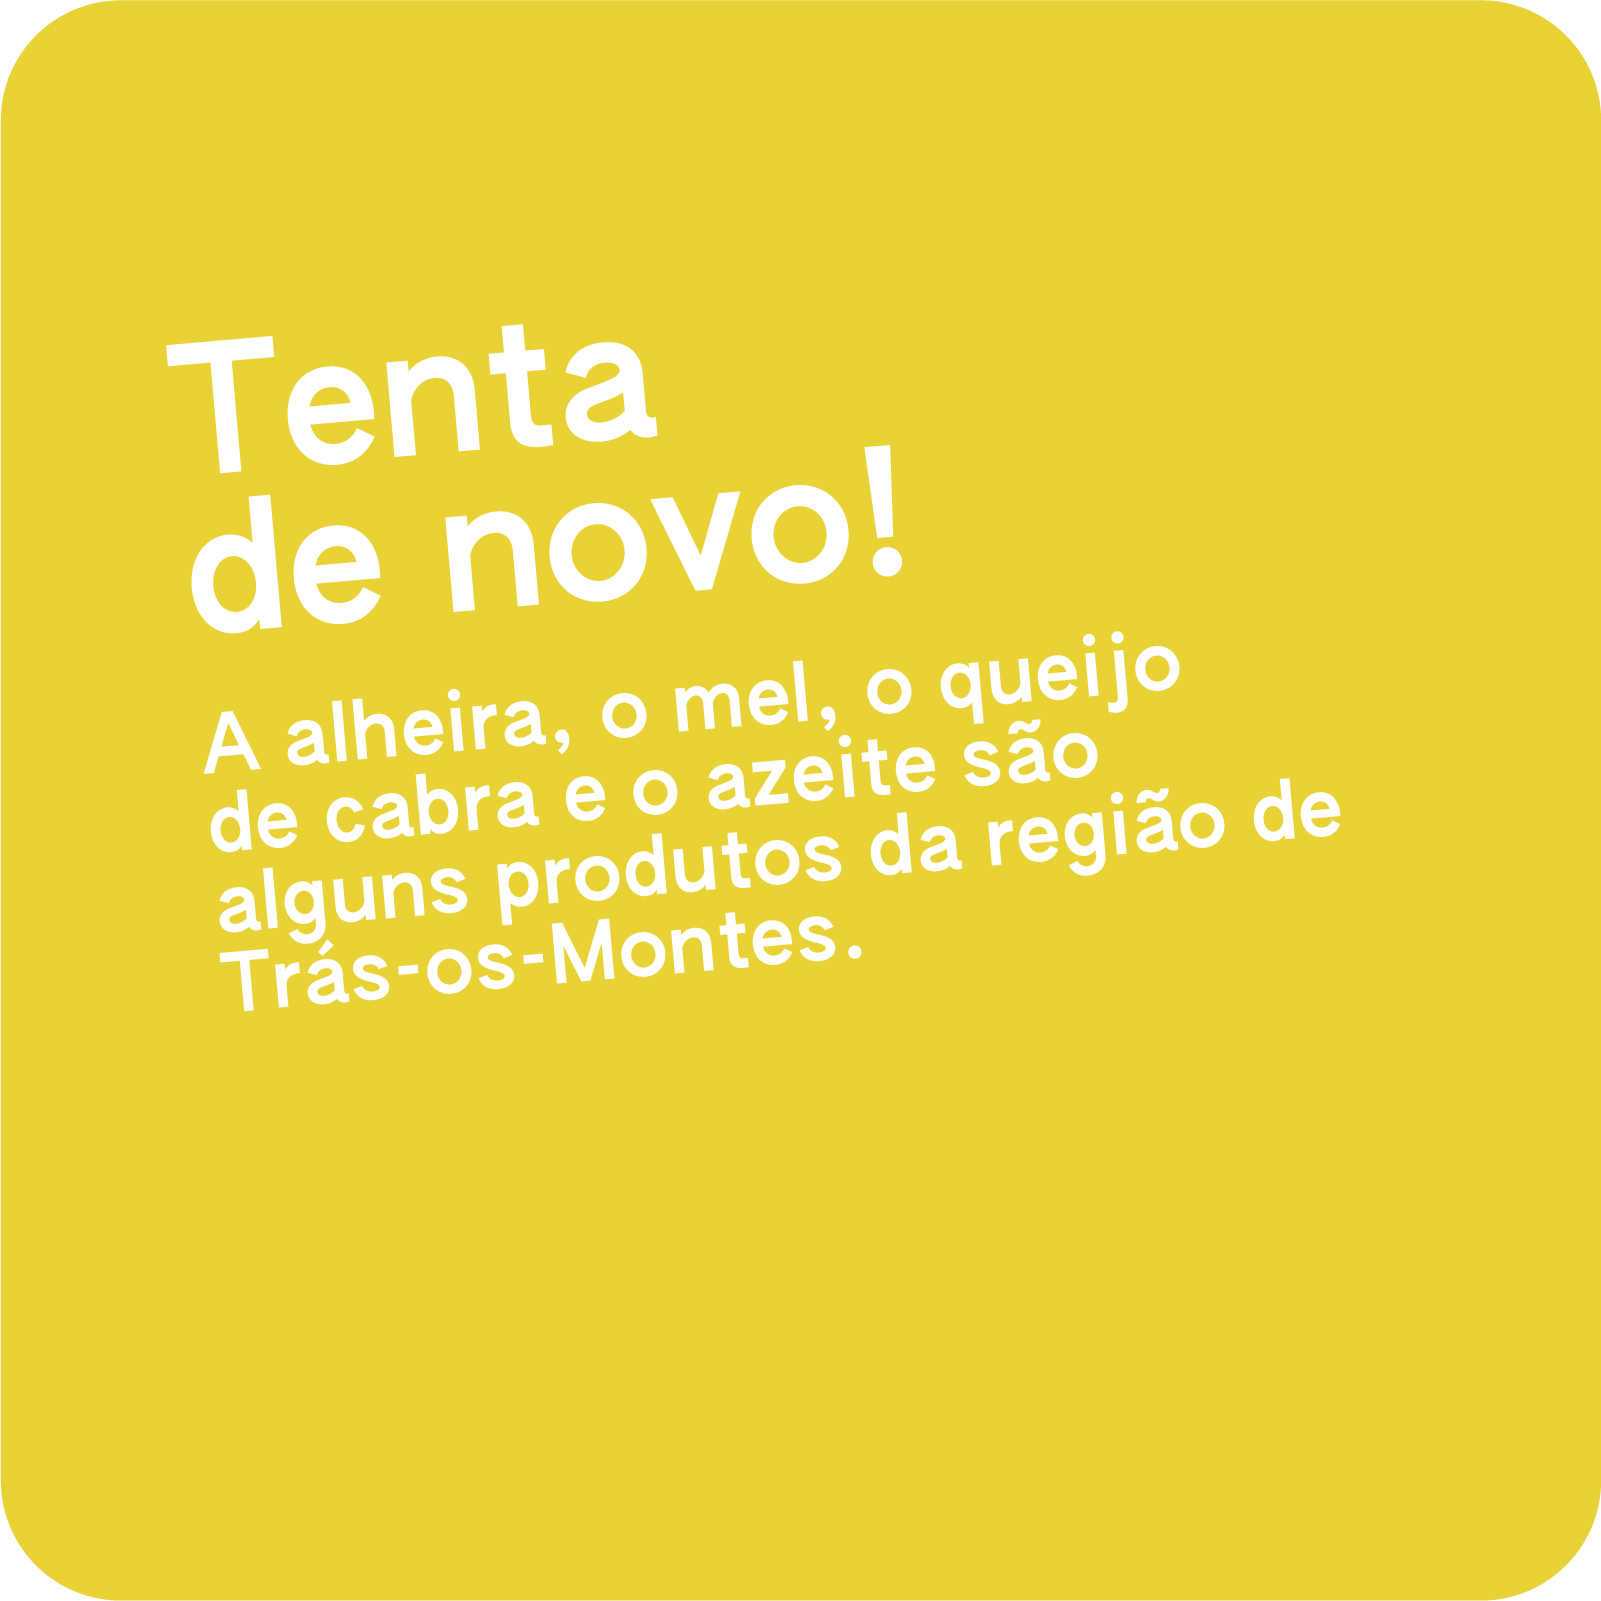 Tenta
de novo!
A alheira, o mel, o queijo
de cabra e o azeite são
alguns produtos da região de
Trás-os-Montes.